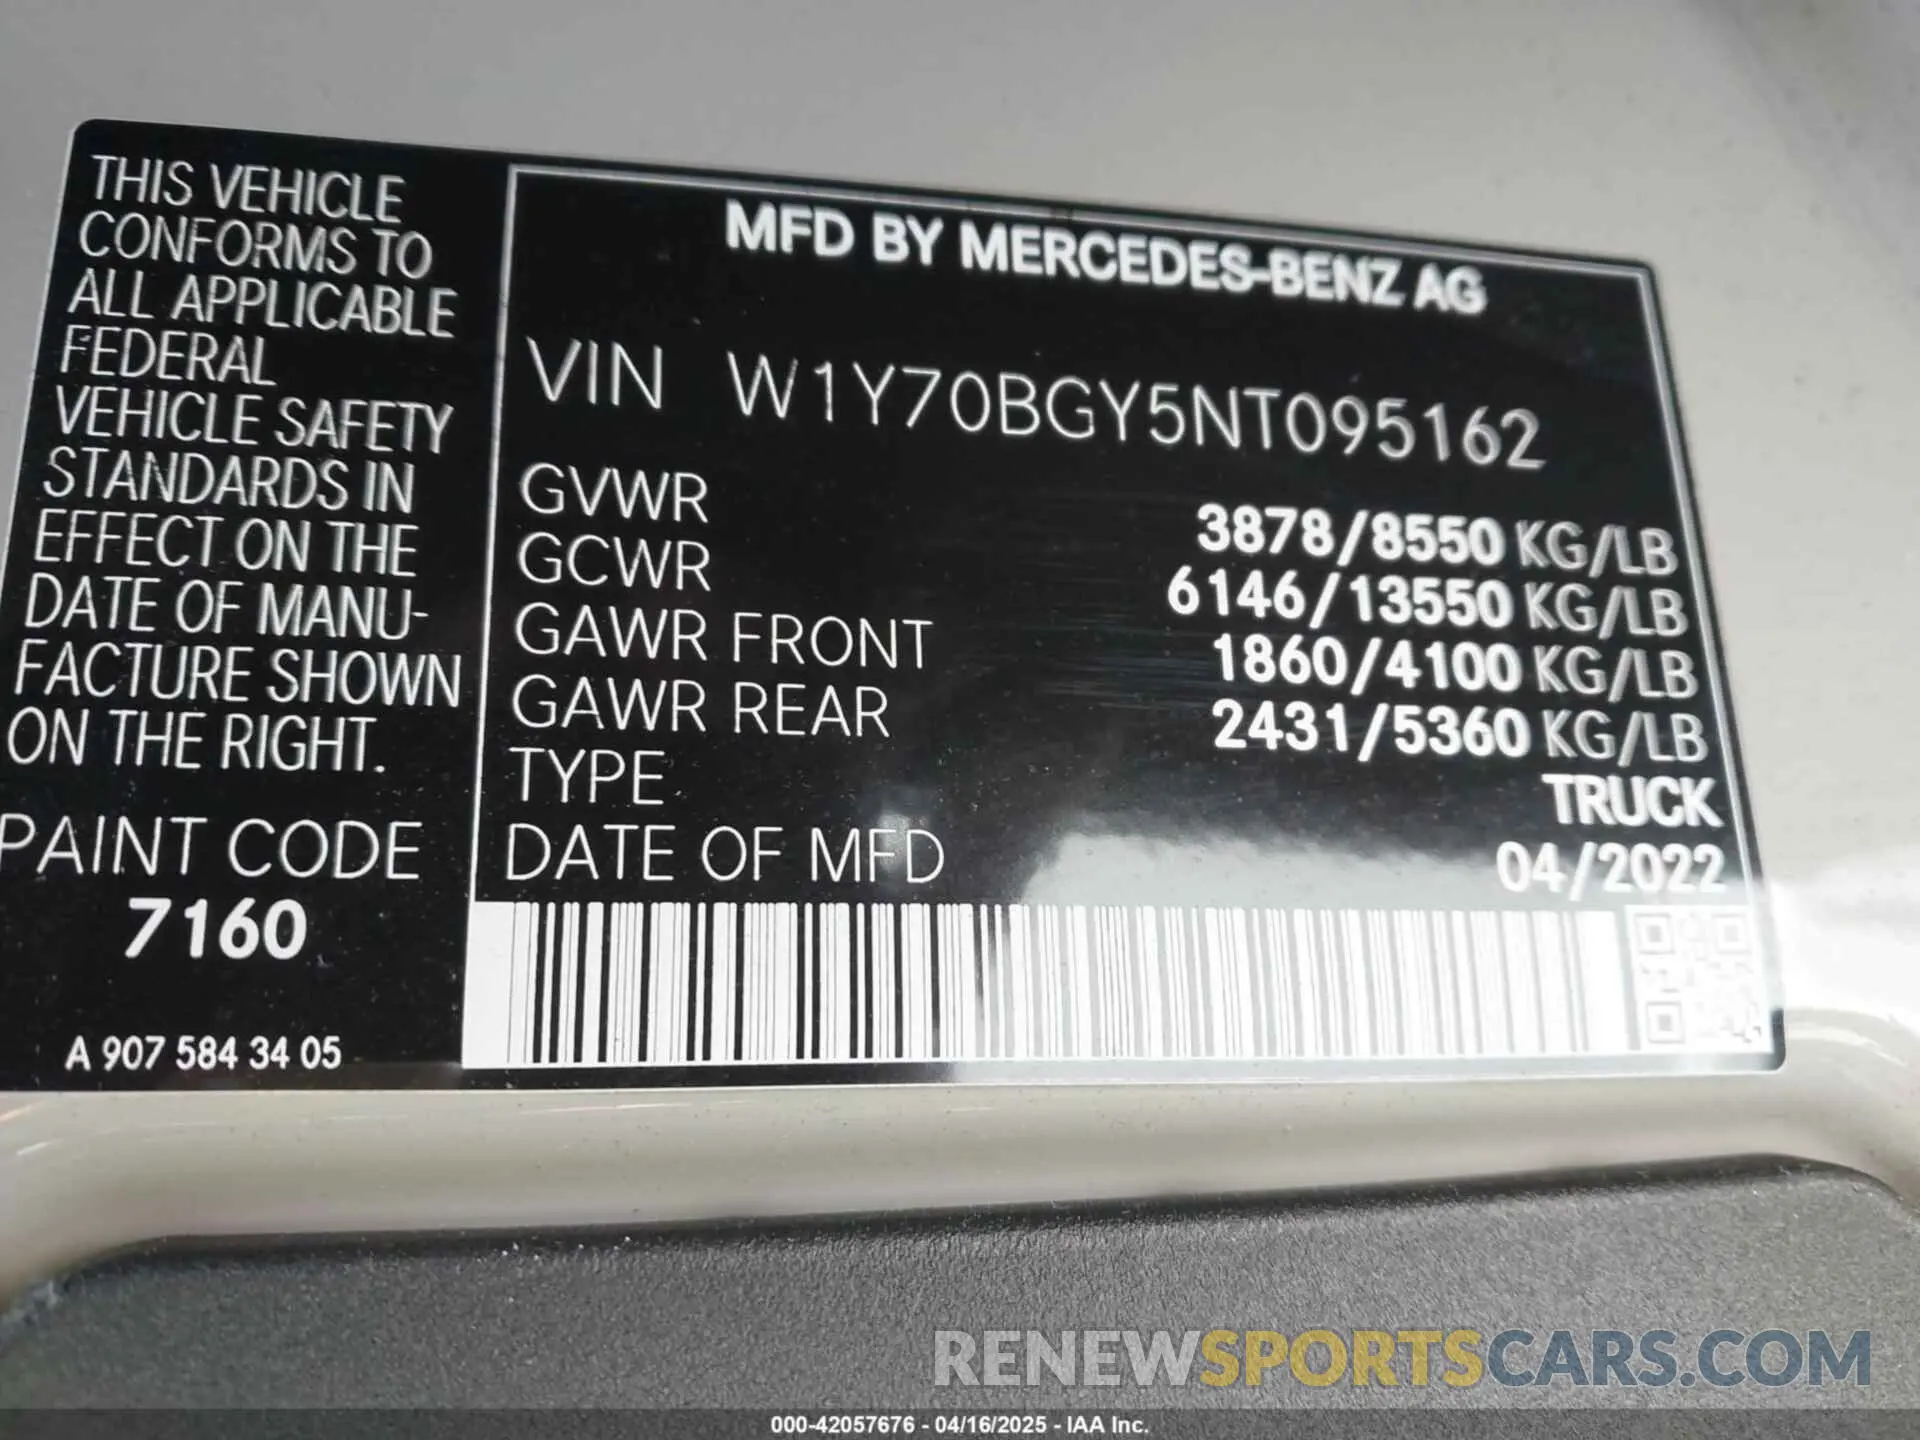 THIS VEHICLE
CONFORMS TO
ALL APPLICABLE
FEDERAL
VEHICLE SAFETY
STANDARDS IN
EFFECT ON THE
DATE OF MANU-
FACTURE SHOWN
ON THE RIGHT.
PAINT CODE
7160
A 907 584 34 05
MFD BY MERCEDES-BENZ AG
VIN W1Y70BGY5NT095162
GVWR 3878/8550 KG/LB
GCWR 6146/13550 KG/LB
GAWR FRONT 1860/4100 KG/LB
GAWR REAR 2431/5360 KG/LB
TYPE TRUCK
DATE OF MFD 04/2022
RENEWSPORTSCARS.COM
000-42057676 - 04/16/2025 - IAA Inc.